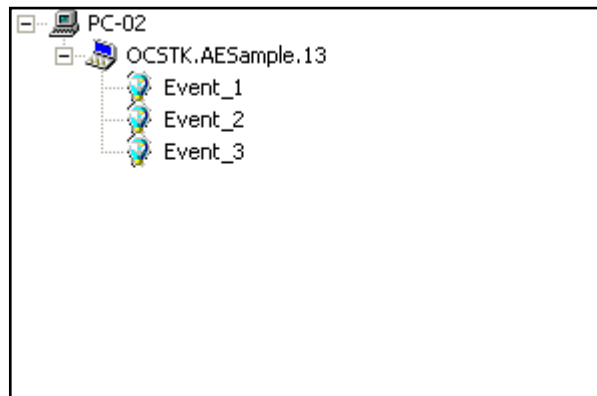 PC-02
OCSTK.AESample.13
Event_1
Event_2
Event_3